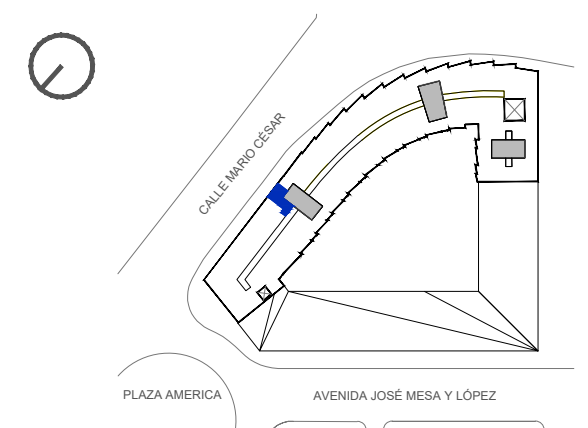 CALLE MARIO CÉSAR
PLAZA AMERICA
AVENIDA JOSÉ MESA Y LÓPEZ